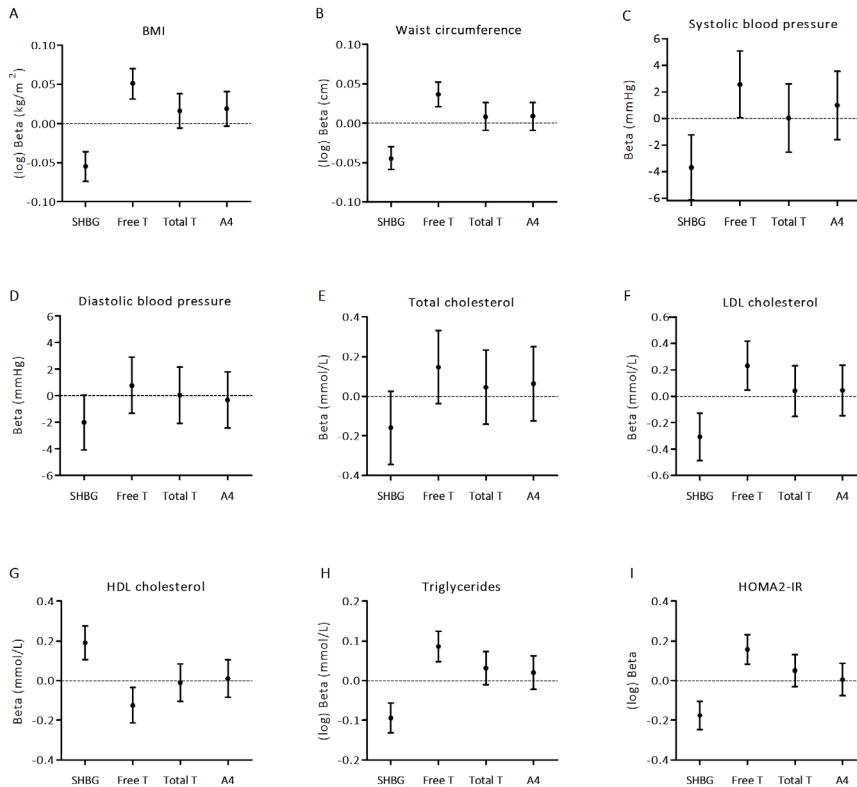 A
BMI
(log) Beta (kg/m²)
0.10
0.05
0.00
-0.05
-0.10
SHBG Free T Total T A4
B
Waist circumference
(log) Beta (cm)
0.10
0.05
0.00
-0.05
-0.10
SHBG Free T Total T A4
C
Systolic blood pressure
Beta (mmHg)
6
4
2
0
-2
-4
-6
SHBG Free T Total T A4
D
Diastolic blood pressure
Beta (mmHg)
6
4
2
0
-2
-4
-6
SHBG Free T Total T A4
E
Total cholesterol
Beta (mmol/L)
0.4
0.2
0.0
-0.2
-0.4
SHBG Free T Total T A4
F
LDL cholesterol
Beta (mmol/L)
0.6
0.4
0.2
0.0
-0.2
-0.4
-0.6
SHBG Free T Total T A4
G
HDL cholesterol
Beta (mmol/L)
0.4
0.2
0.0
-0.2
-0.4
SHBG Free T Total T A4
H
Triglycerides
(log) Beta (mmol/L)
0.2
0.1
0.0
-0.1
-0.2
SHBG Free T Total T A4
I
HOMA2-IR
(log) Beta
0.4
0.2
0.0
-0.2
-0.4
SHBG Free T Total T A4